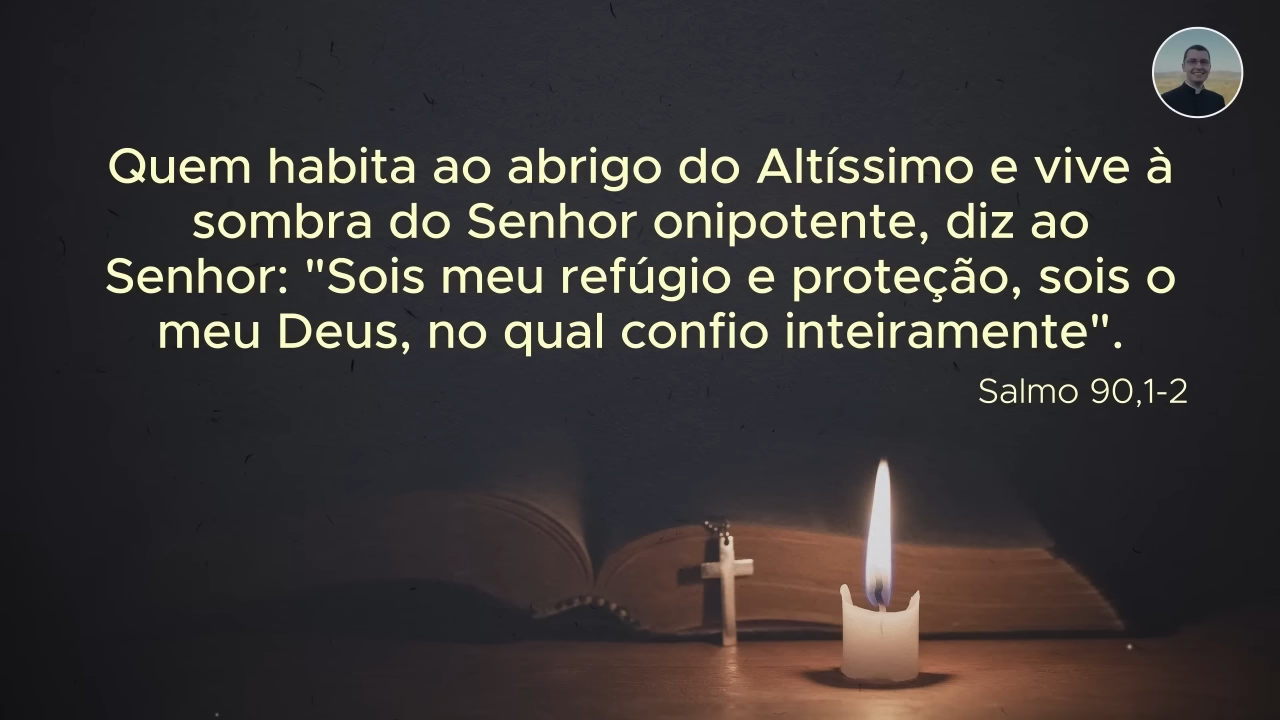 Quem habita ao abrigo do Altíssimo e vive à
sombra do Senhor onipotente, diz ao
Senhor: "Sois meu refúgio e proteção, sois o
meu Deus, no qual confio inteiramente".
Salmo 90,1-2